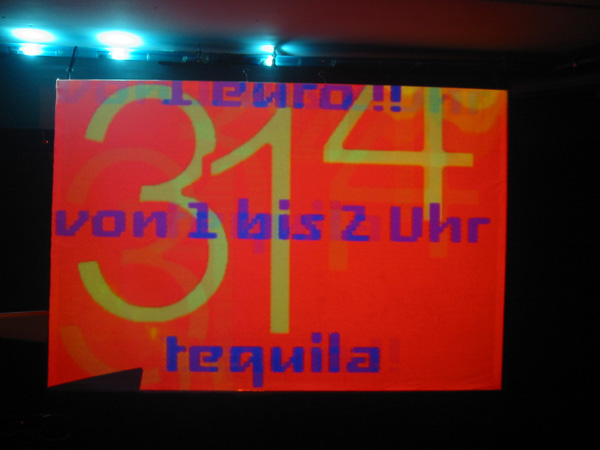 1 euro !!
314
von 1 bis 2 Uhr
tequila